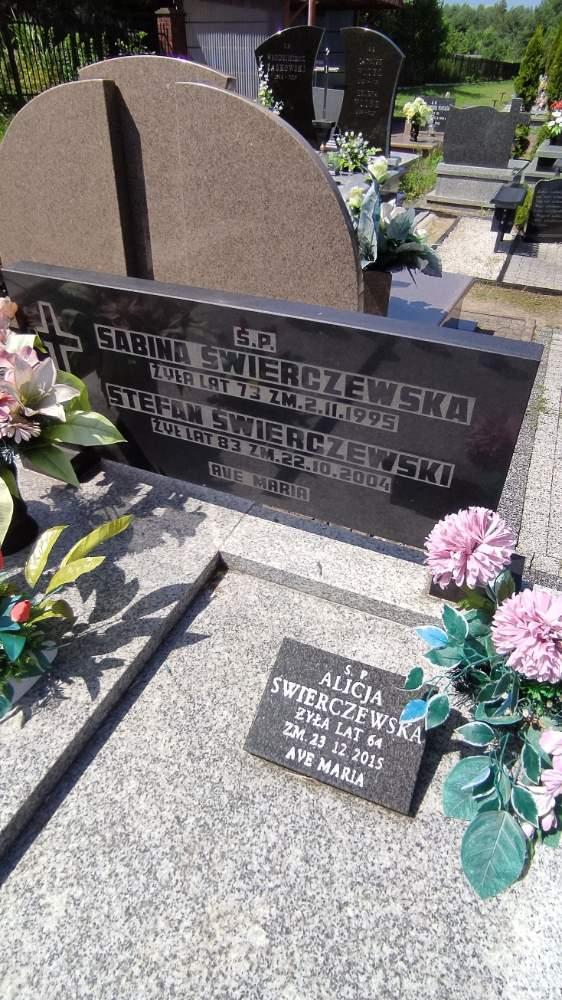 Ś.P.
SABINA ŚWIERCZEWSKA
ŻYŁA LAT 73 ZM.2.11.1995
STEFAN ŚWIERCZEWSKI
ŻYŁ LAT 83 ZM.22.10.2004
AVE MARIA
Ś. P.
ALICJA
ŚWIERCZEWSKA
ŻYŁA LAT 64
ZM. 23 12.2015
AVE MARIA